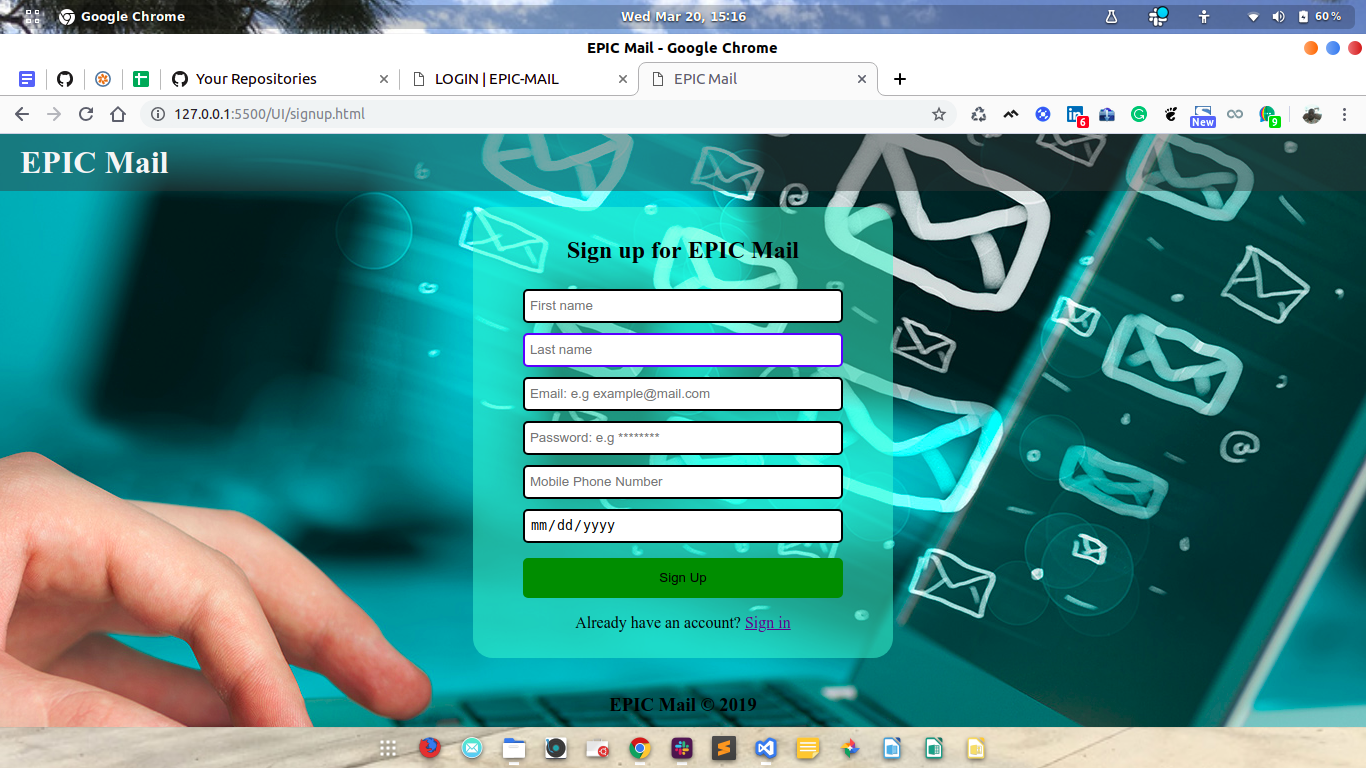 Google Chrome
Wed Mar 20, 15:16
60 %
EPIC Mail - Google Chrome
Your Repositories
LOGIN | EPIC-MAIL
EPIC Mail
127.0.0.1:5500/UI/signup.html
6
New
9
EPIC Mail
Sign up for EPIC Mail
First name
Last name
Email: e.g example@mail.com
Password: e.g ********
Mobile Phone Number
mm/dd/yyyy
Sign Up
Already have an account? Sign in
EPIC Mail © 2019